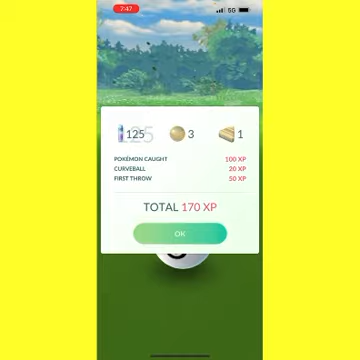 7:47
5G
125
3
1
POKÉMON CAUGHT 100 XP
CURVEBALL 20 XP
FIRST THROW 50 XP
TOTAL 170 XP
OK